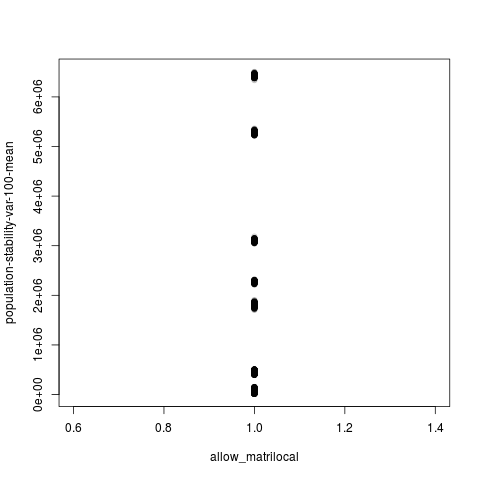 population-stability-var-100-mean
6e+06
5e+06
4e+06
3e+06
2e+06
1e+06
0e+00
0.6 0.8 1.0 1.2 1.4
allow_matrilocal